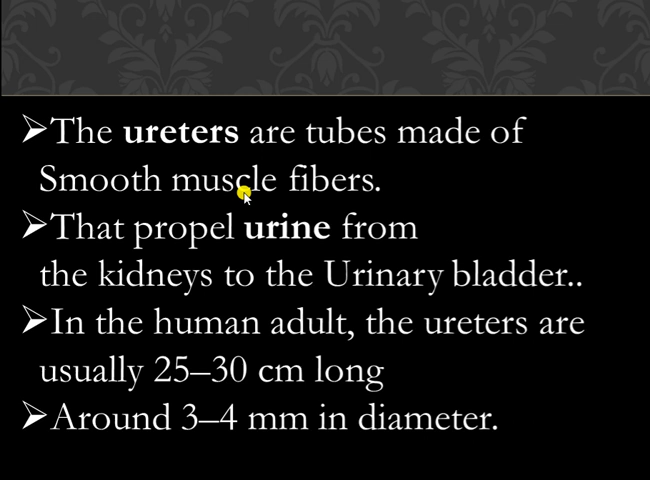 ➢The ureters are tubes made of
Smooth muscle fibers.
➢That propel urine from
the kidneys to the Urinary bladder..
➢In the human adult, the ureters are
usually 25–30 cm long
➢Around 3–4 mm in diameter.